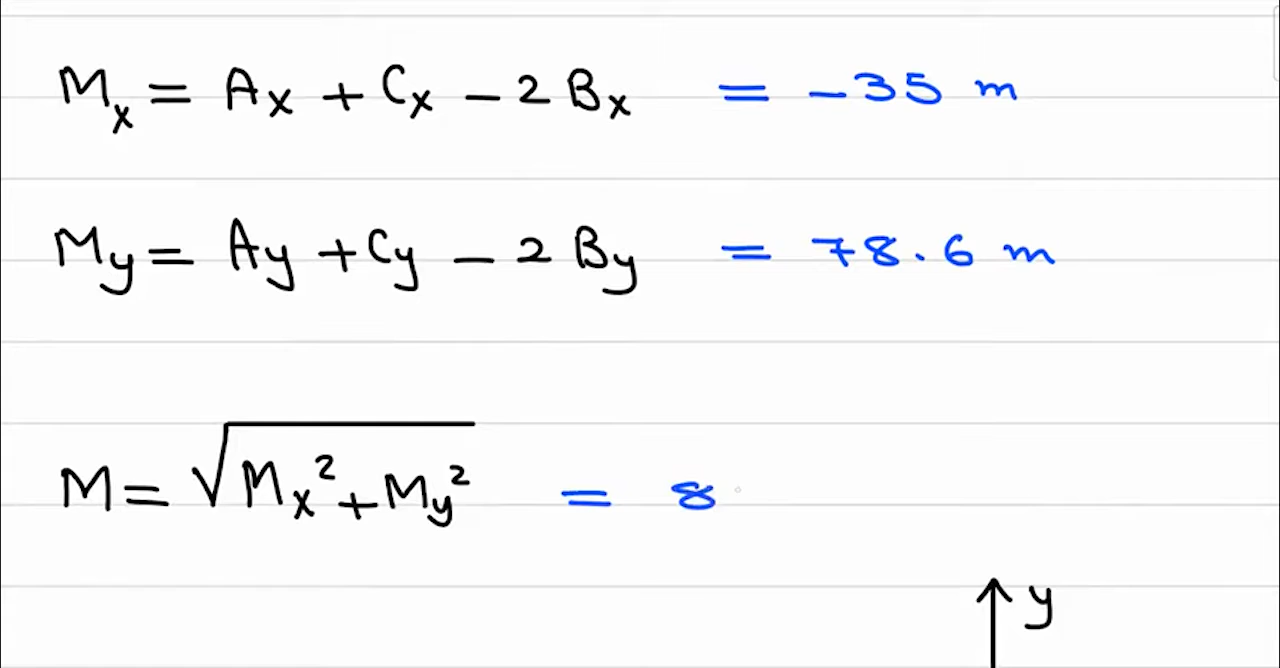 Mx = Ax + Cx - 2 Bx = -35 m
My = Ay + Cy - 2 By = 78.6 m
M = √(Mx² + My²) = 8
y